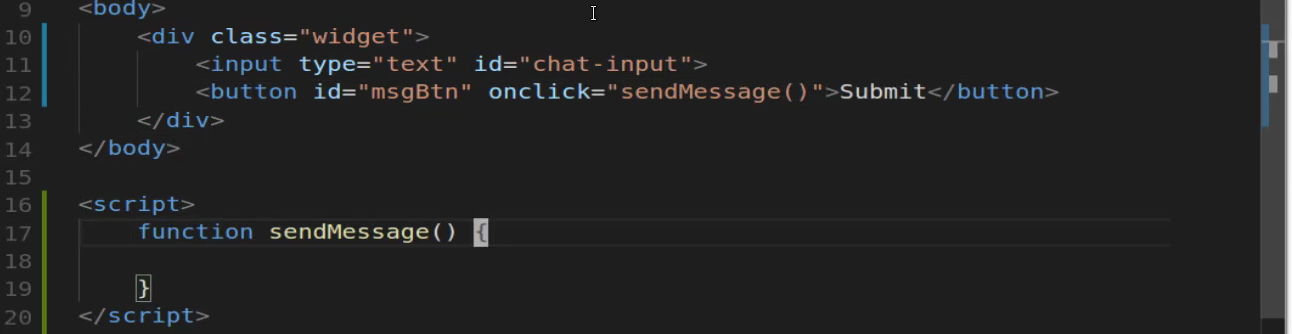 9 <body>
10 <div class="widget">
11 <input type="text" id="chat-input">
12 <button id="msgBtn" onclick="sendMessage()">Submit</button>
13 </div>
14 </body>
15
16 <script>
17 function sendMessage() {
18
19 }
20 </script>